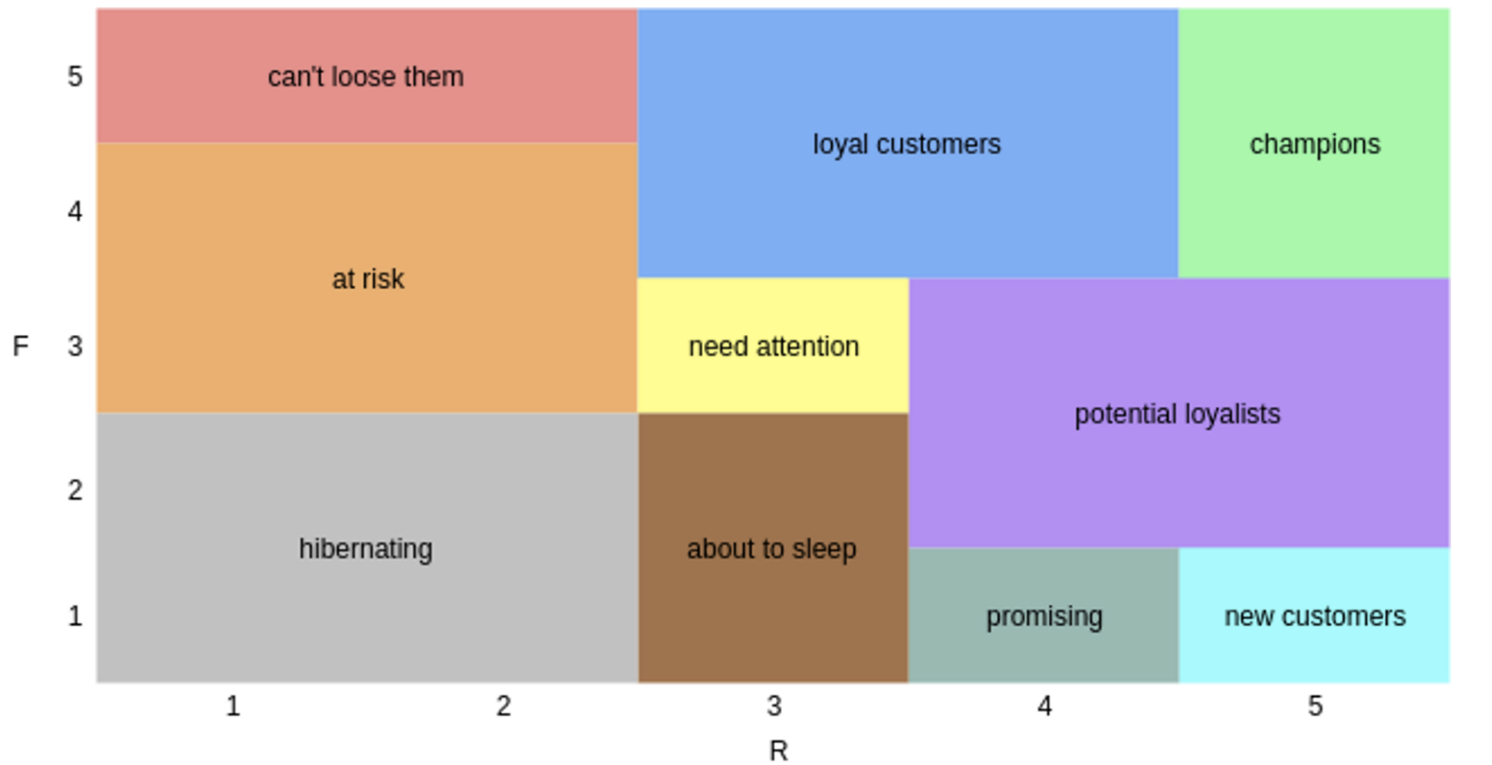 5
can't loose them
loyal customers
champions
4
at risk
F
3
need attention
potential loyalists
2
hibernating
about to sleep
1
promising
new customers
1 2 3 4 5
R